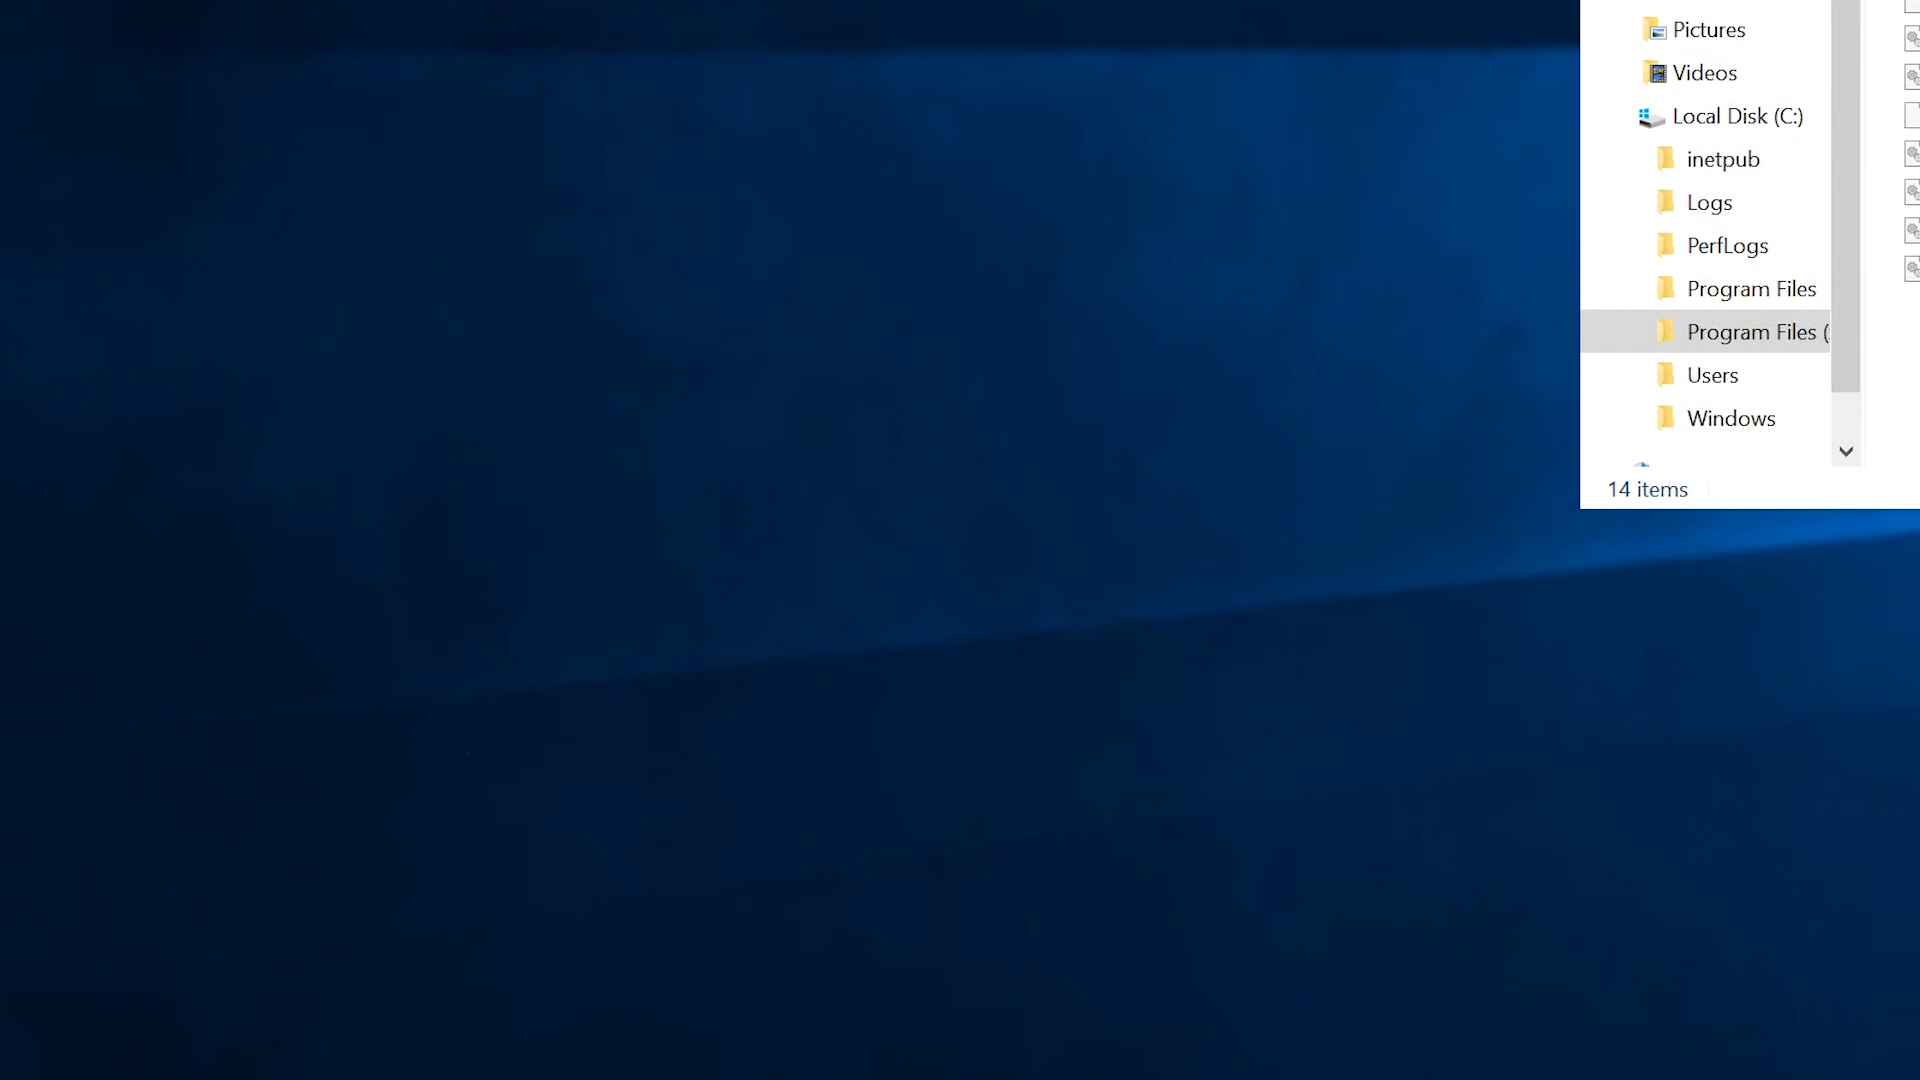 Pictures
Videos
Local Disk (C:)
inetpub
Logs
PerfLogs
Program Files
Program Files (
Users
Windows
14 items